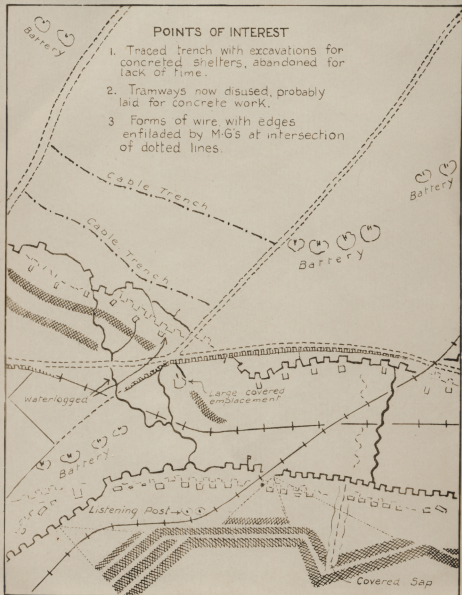 POINTS OF INTEREST
1. Traced trench with excavations for
concreted shelters, abandoned for
lack of time.
2. Tramways now disused, probably
laid for concrete work.
3 Forms of wire, with edges
enfiladed by M-G's at intersection
of dotted lines.
Battery
Cable Trench
Battery
Cable Trench
Battery
Large covered
emplacement
waterlogged
Battery
Listening Post
Covered Sap